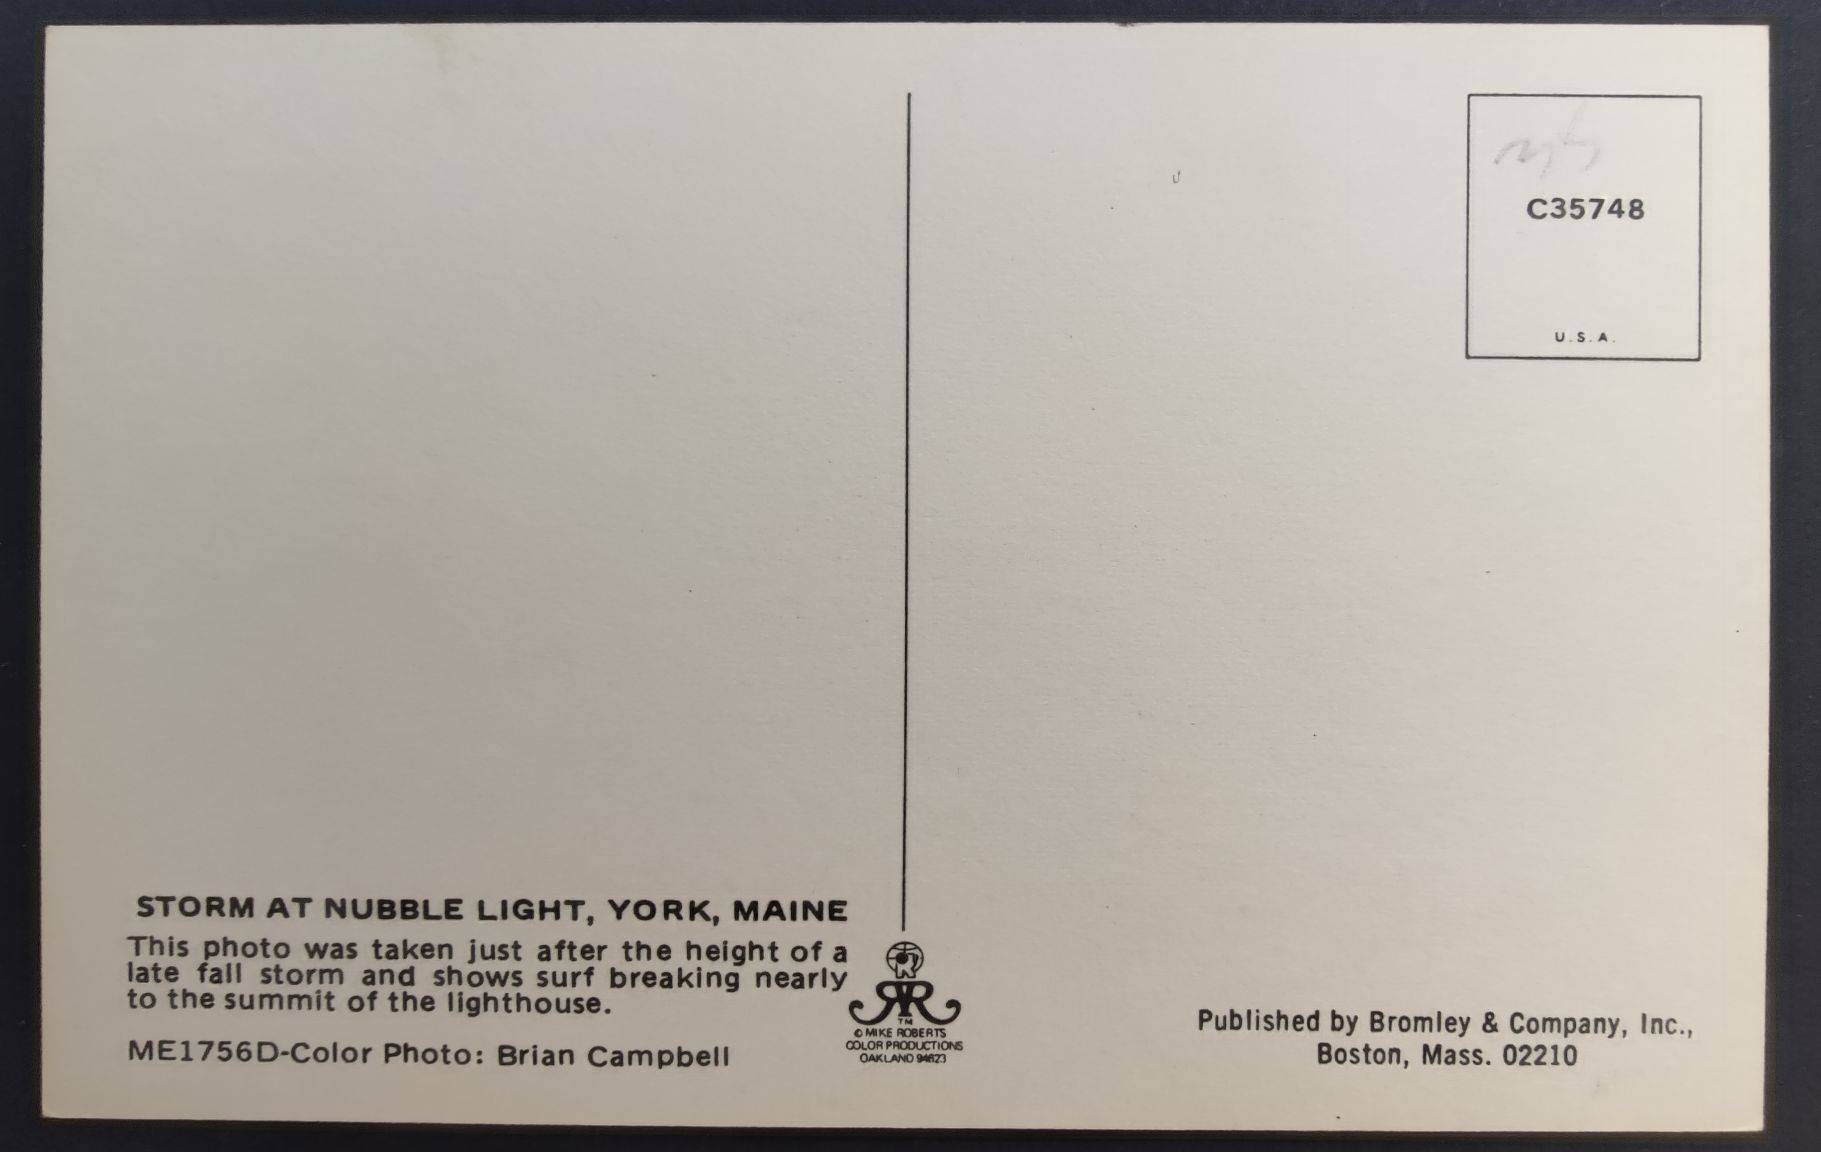 C35748
U.S.A.
STORM AT NUBBLE LIGHT, YORK, MAINE
This photo was taken just after the height of a
late fall storm and shows surf breaking nearly
to the summit of the lighthouse.
ME1756D-Color Photo: Brian Campbell
TM
© MIKE ROBERTS
COLOR PRODUCTIONS
OAKLAND 94623
Published by Bromley & Company, Inc.,
Boston, Mass. 02210